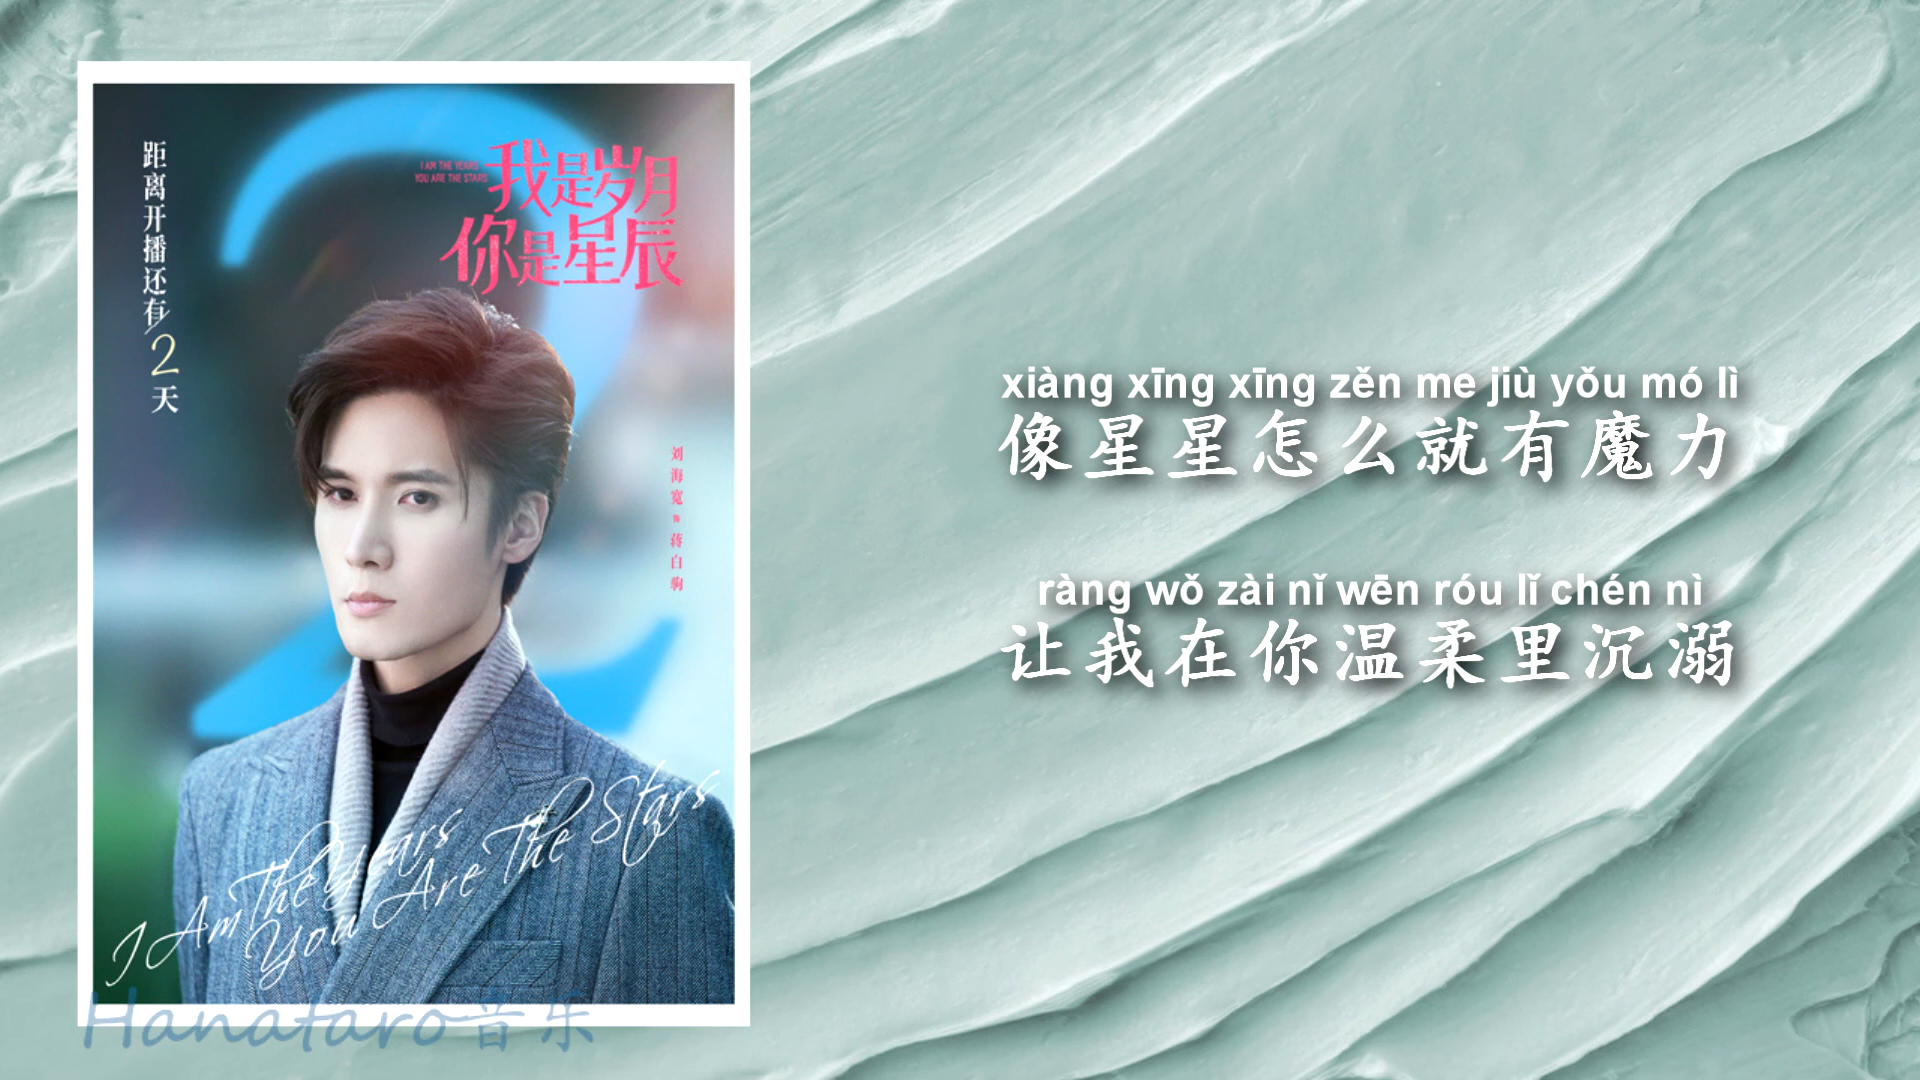 距离开播还有2天
I AM THE YEARS
YOU ARE THE STARS
我是岁月
你是星辰
刘海宽 饰 蒋白驹
I Am The Years
You Are The Stars
Hanataro音乐
xiàng xīng xīng zěn me jiù yǒu mó lì
像星星怎么就有魔力
ràng wǒ zài nǐ wēn róu lǐ chén nì
让我在你温柔里沉溺